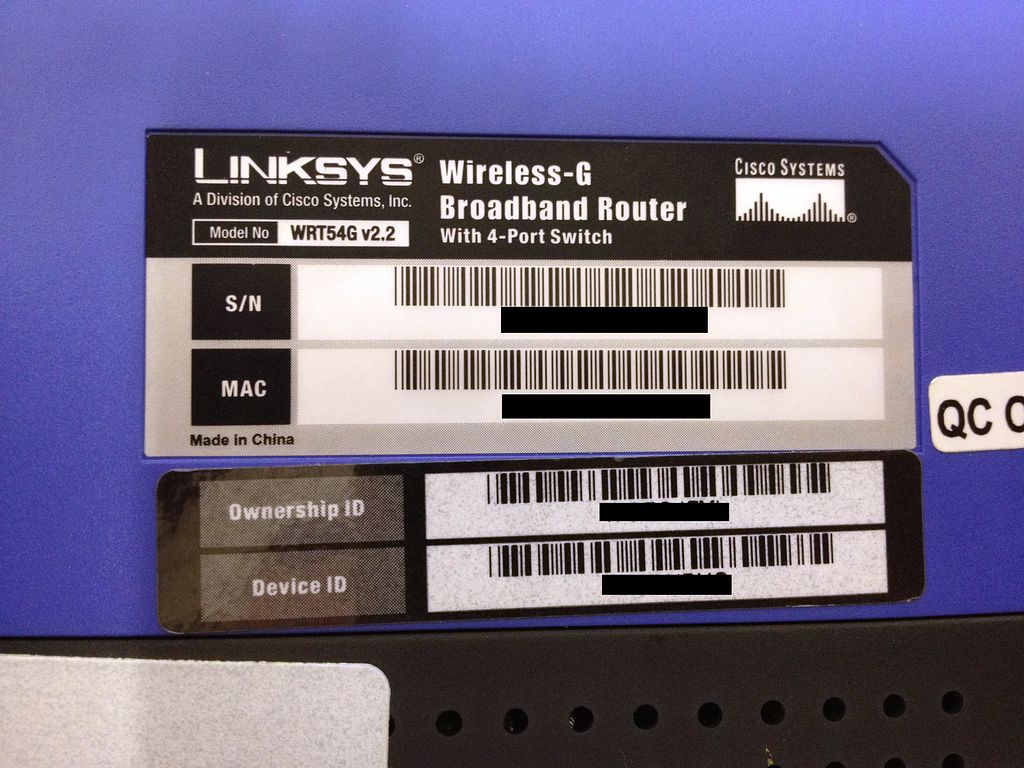 LINKSYS®
A Division of Cisco Systems, Inc.
Model No WRT54G v2.2
Wireless-G
Broadband Router
With 4-Port Switch
CISCO SYSTEMS
®
S/N
MAC
Made in China
QC
Ownership ID
Device ID